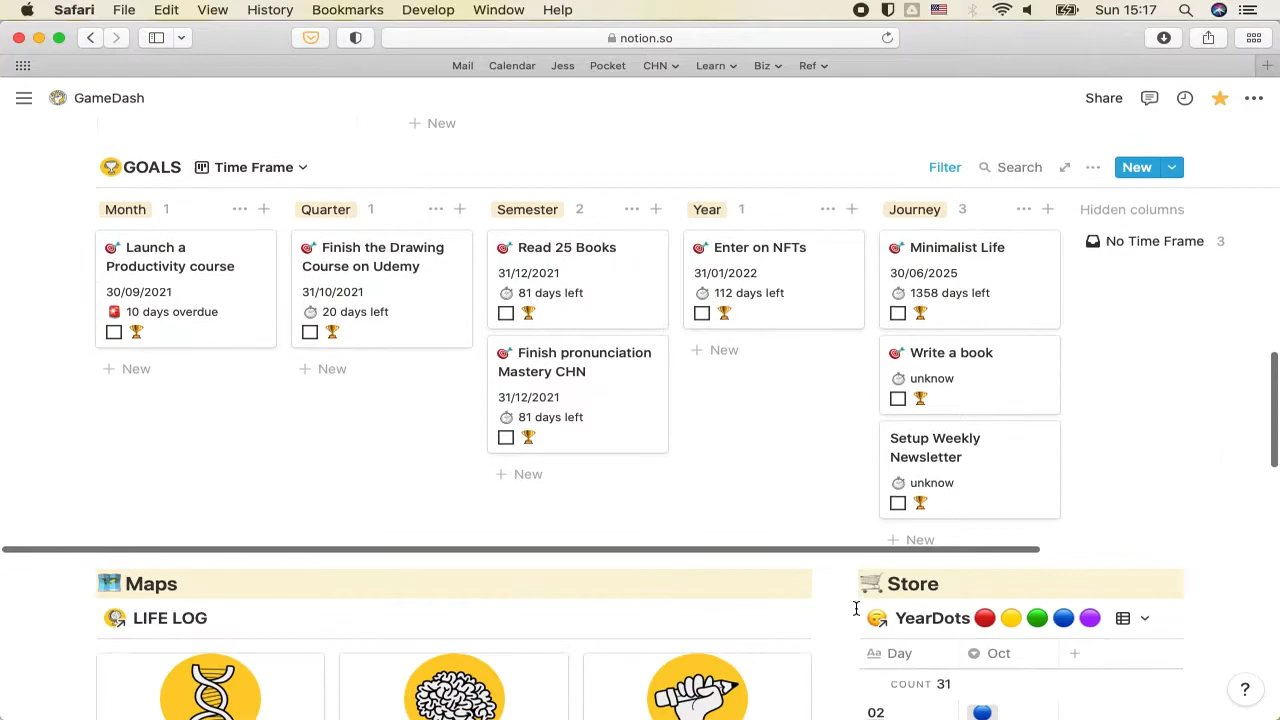 Safari File Edit View History Bookmarks Develop Window Help Sun 15:17
notion.so
Mail Calendar Jess Pocket CHN Learn Biz Ref
GameDash Share
+ New
GOALS Time Frame Filter Search New
Month 1 Quarter 1 Semester 2 Year 1 Journey 3 Hidden columns
No Time Frame 3
Launch a
Productivity course
30/09/2021
10 days overdue
+ New
Finish the Drawing
Course on Udemy
31/10/2021
20 days left
+ New
Read 25 Books
31/12/2021
81 days left
Finish pronunciation
Mastery CHN
31/12/2021
81 days left
+ New
Enter on NFTs
31/01/2022
112 days left
+ New
Minimalist Life
30/06/2025
1358 days left
Write a book
unknow
Setup Weekly
Newsletter
unknow
+ New
Maps
LIFE LOG
Store
YearDots
Aa Day Oct +
COUNT 31
02
?